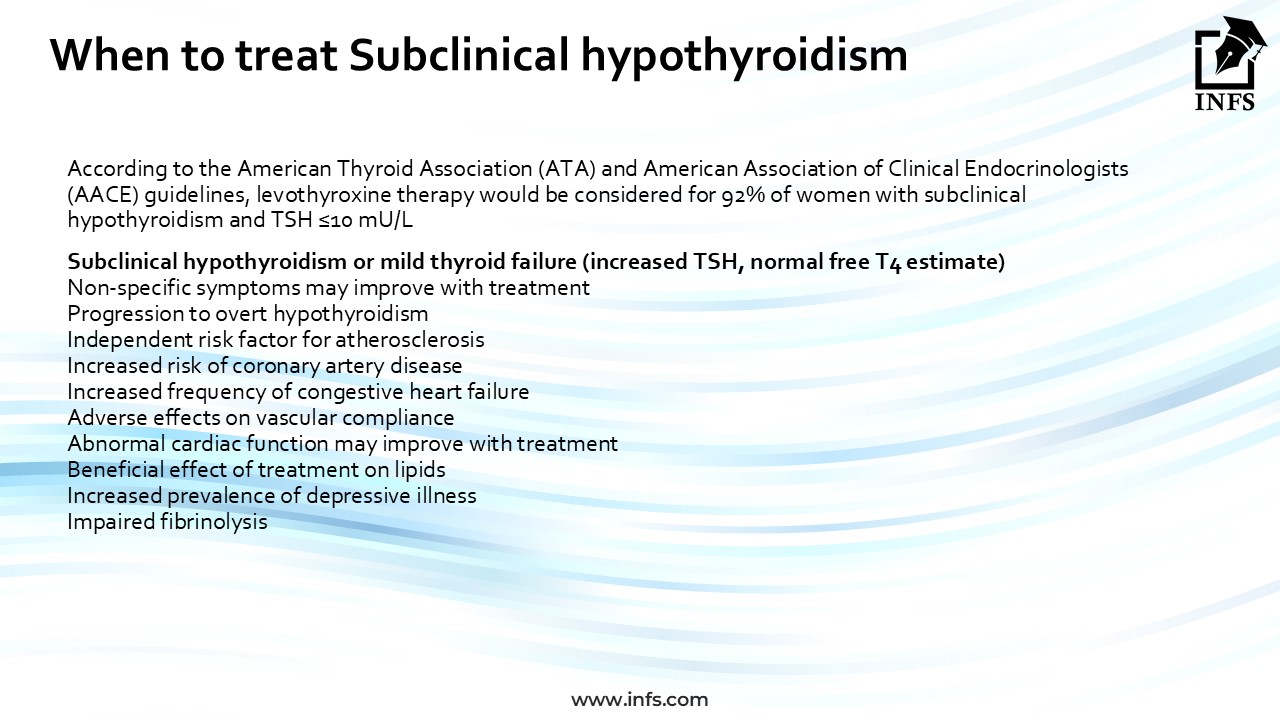 When to treat Subclinical hypothyroidism
INFS
According to the American Thyroid Association (ATA) and American Association of Clinical Endocrinologists
(AACE) guidelines, levothyroxine therapy would be considered for 92% of women with subclinical
hypothyroidism and TSH ≤10 mU/L
Subclinical hypothyroidism or mild thyroid failure (increased TSH, normal free T4 estimate)
Non-specific symptoms may improve with treatment
Progression to overt hypothyroidism
Independent risk factor for atherosclerosis
Increased risk of coronary artery disease
Increased frequency of congestive heart failure
Adverse effects on vascular compliance
Abnormal cardiac function may improve with treatment
Beneficial effect of treatment on lipids
Increased prevalence of depressive illness
Impaired fibrinolysis
www.infs.com